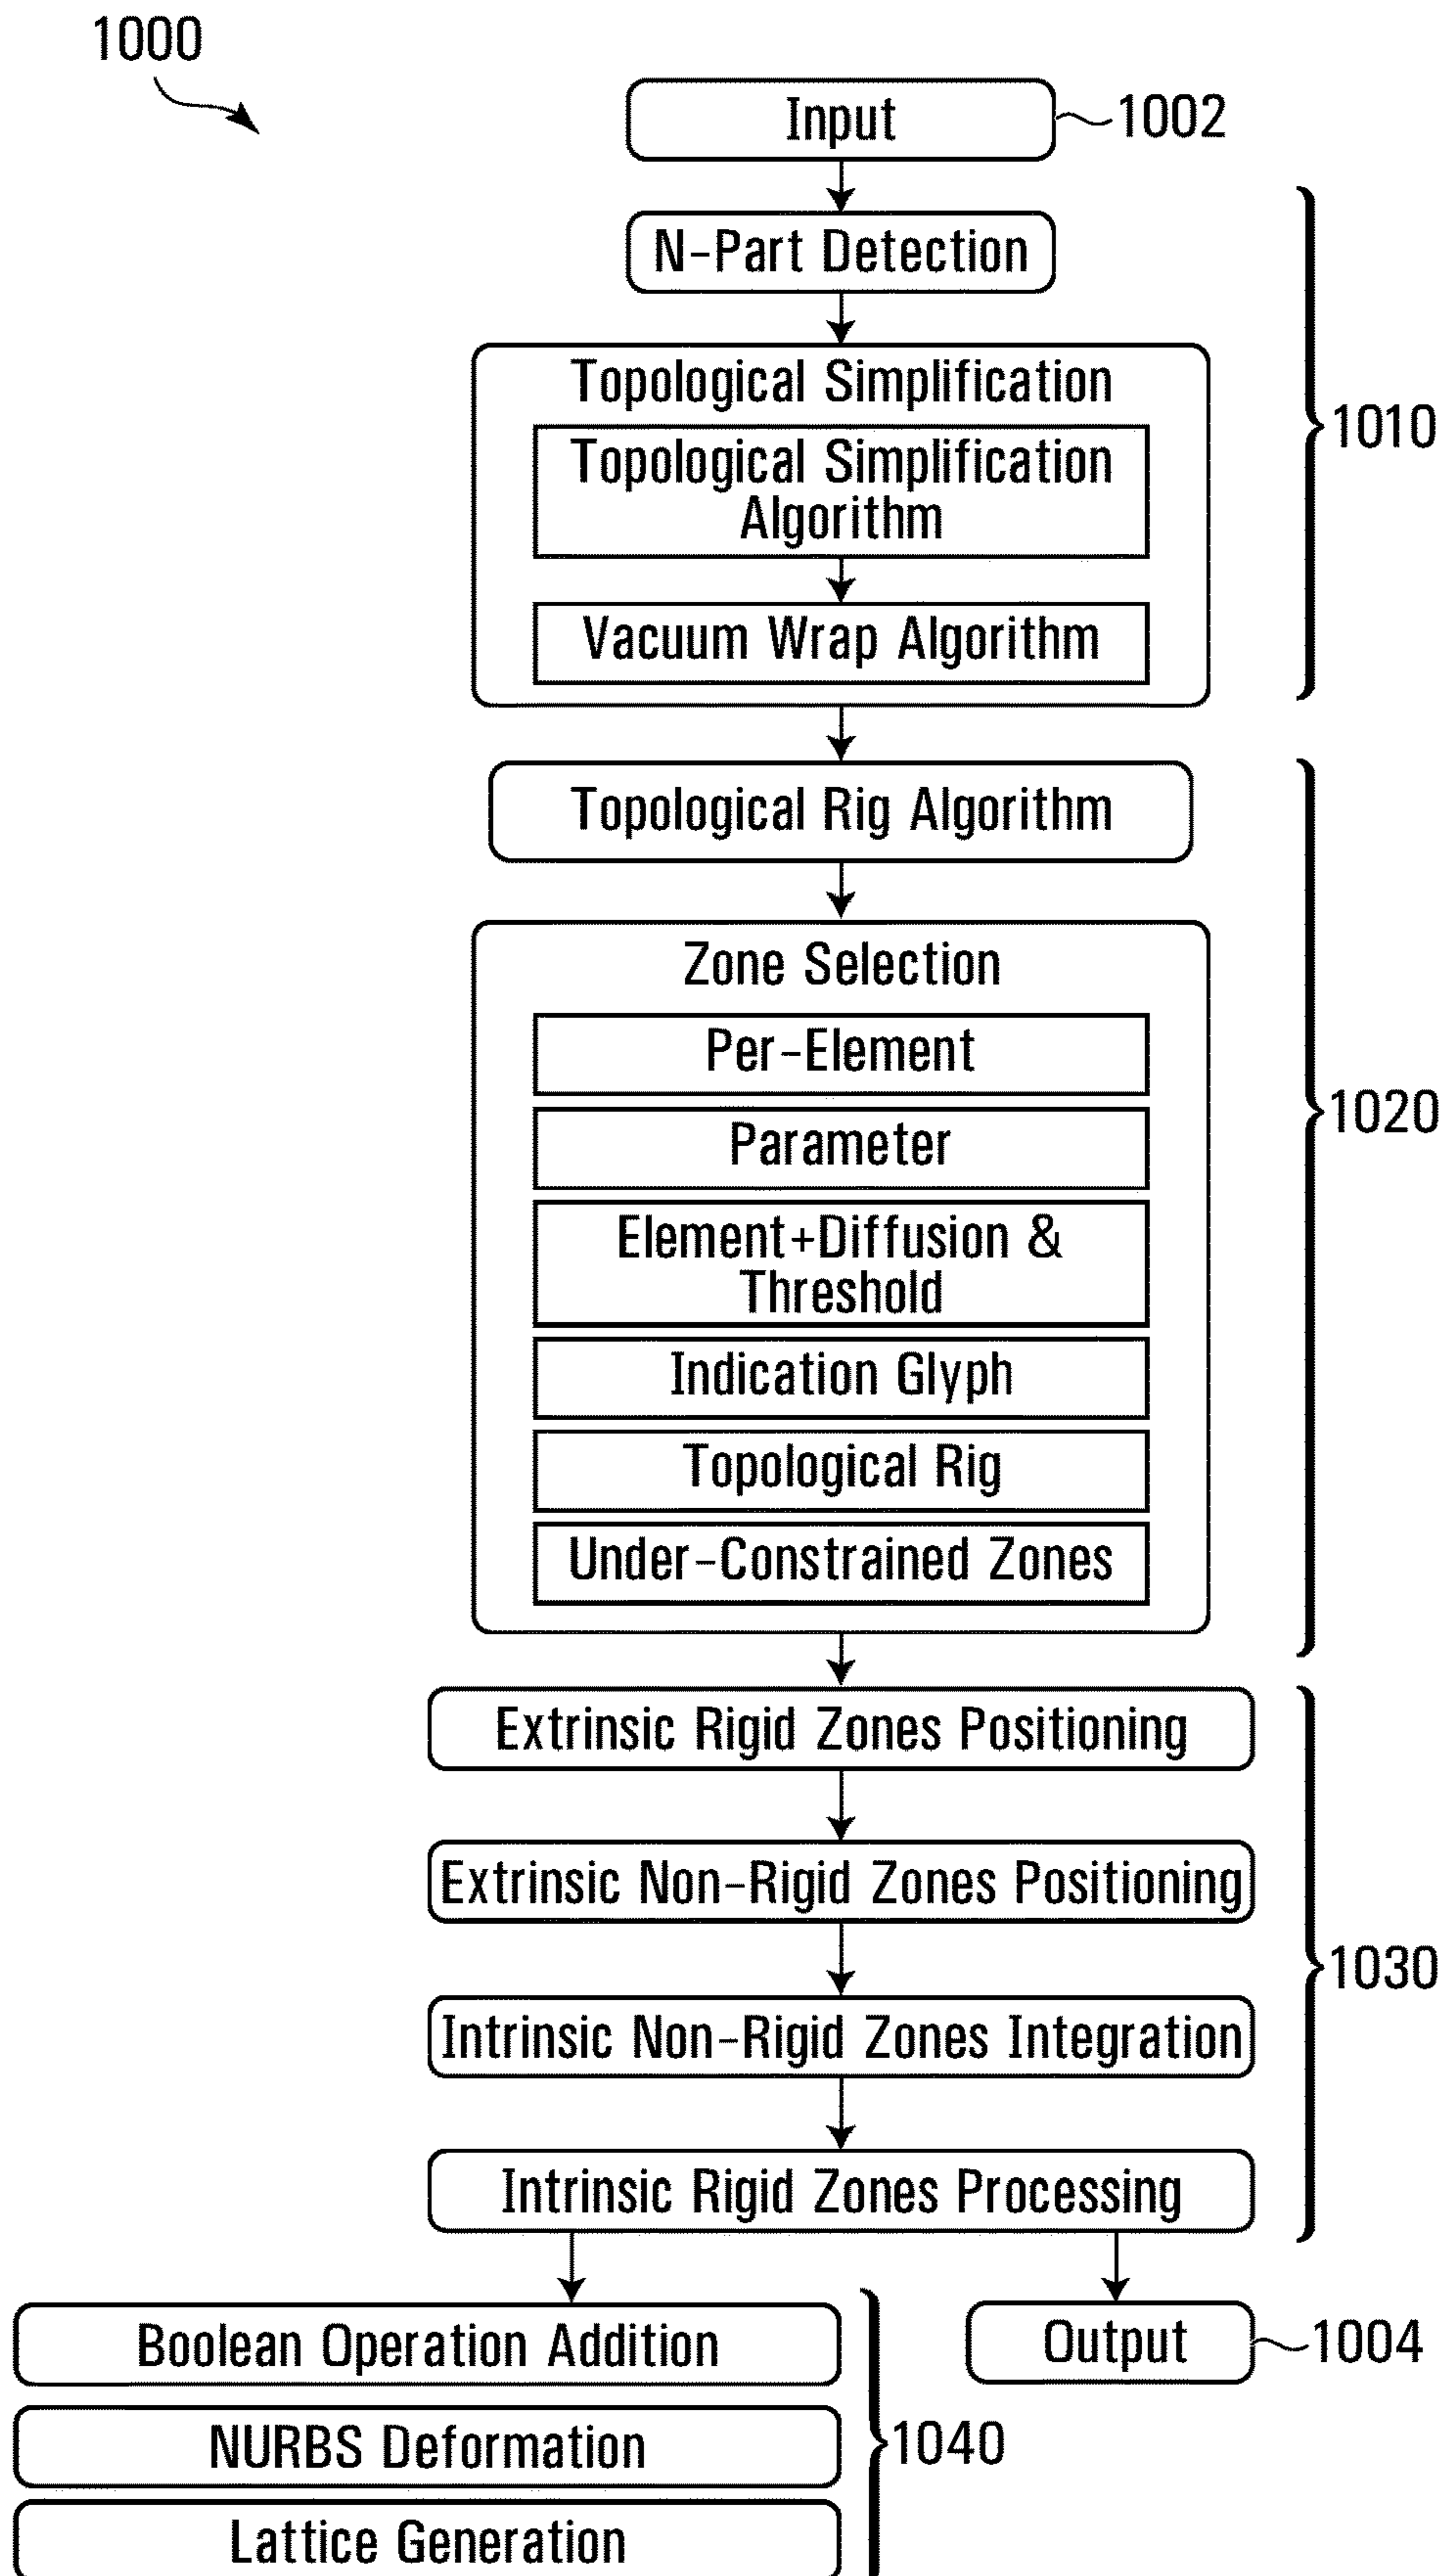 1000
Input
1002
N-Part Detection
Topological Simplification
Topological Simplification
Algorithm
Vacuum Wrap Algorithm
1010
Topological Rig Algorithm
Zone Selection
Per-Element
Parameter
Element+Diffusion &
Threshold
Indication Glyph
Topological Rig
Under-Constrained Zones
1020
Extrinsic Rigid Zones Positioning
Extrinsic Non-Rigid Zones Positioning
Intrinsic Non-Rigid Zones Integration
Intrinsic Rigid Zones Processing
1030
Boolean Operation Addition
NURBS Deformation
Lattice Generation
1040
Output
1004